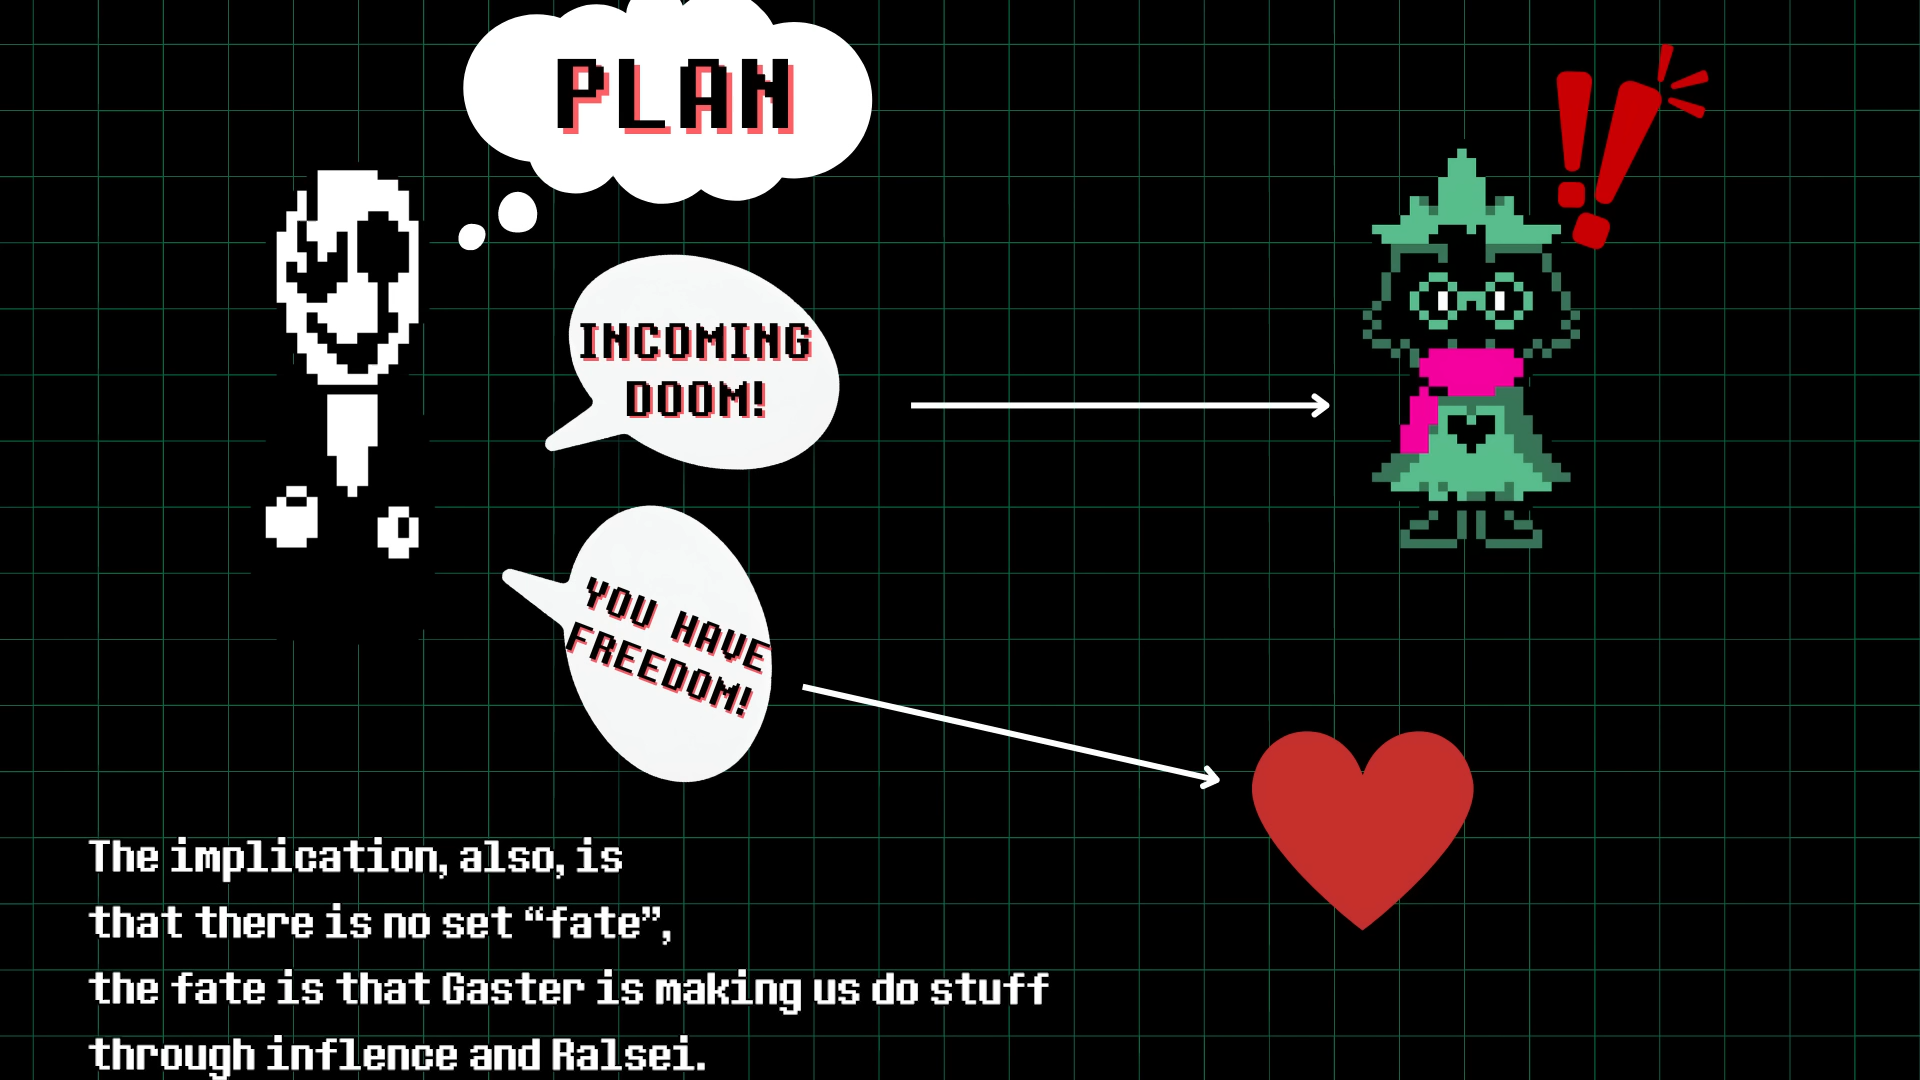 PLAN
INCOMING
DOOM!
YOU HAVE
FREEDOM!
The implication, also, is
that there is no set “fate”,
the fate is that Gaster is making us do stuff
through inflence and Ralsei.